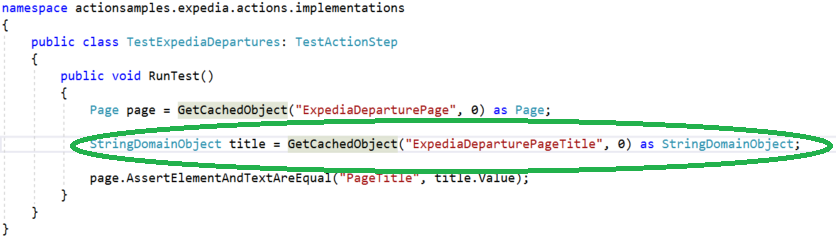 namespace actionsamples.expedia.actions.implementations
{
public class TestExpediaDepartures: TestActionStep
{
public void RunTest()
{
Page page = GetCachedObject("ExpediaDeparturePage", 0) as Page;
StringDomainObject title = GetCachedObject("ExpediaDeparturePageTitle", 0) as StringDomainObject;
page.AssertElementAndTextAreEqual("PageTitle", title.Value);
}
}
}